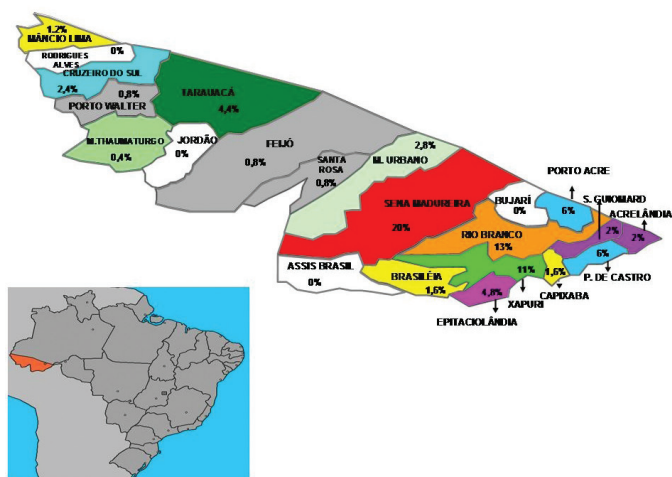 1.2%
MÂNCIO LIMA
RODRIGUES
ALVES
0%
CRUZEIRO DO SUL
2,4%
0,8%
PORTO WALTER
TARAUACÁ
4,4%
M.THAUMATURGO
0,4%
JORDÃO
0%
FEIJÓ
0,8%
SANTA
ROSA
0,8%
2,8%
M. URBANO
SENA MADUREIRA
20%
BUJARÍ
0%
PORTO ACRE
6%
S. GUIOMARD
ACRELÂNDIA
2%
2%
RIO BRANCO
13%
6%
P. DE CASTRO
ASSIS BRASIL
0%
BRASILÉIA
1,6%
11%
1,6%
4,8%
CAPIXABA
XAPURI
EPITACIOLÂNDIA